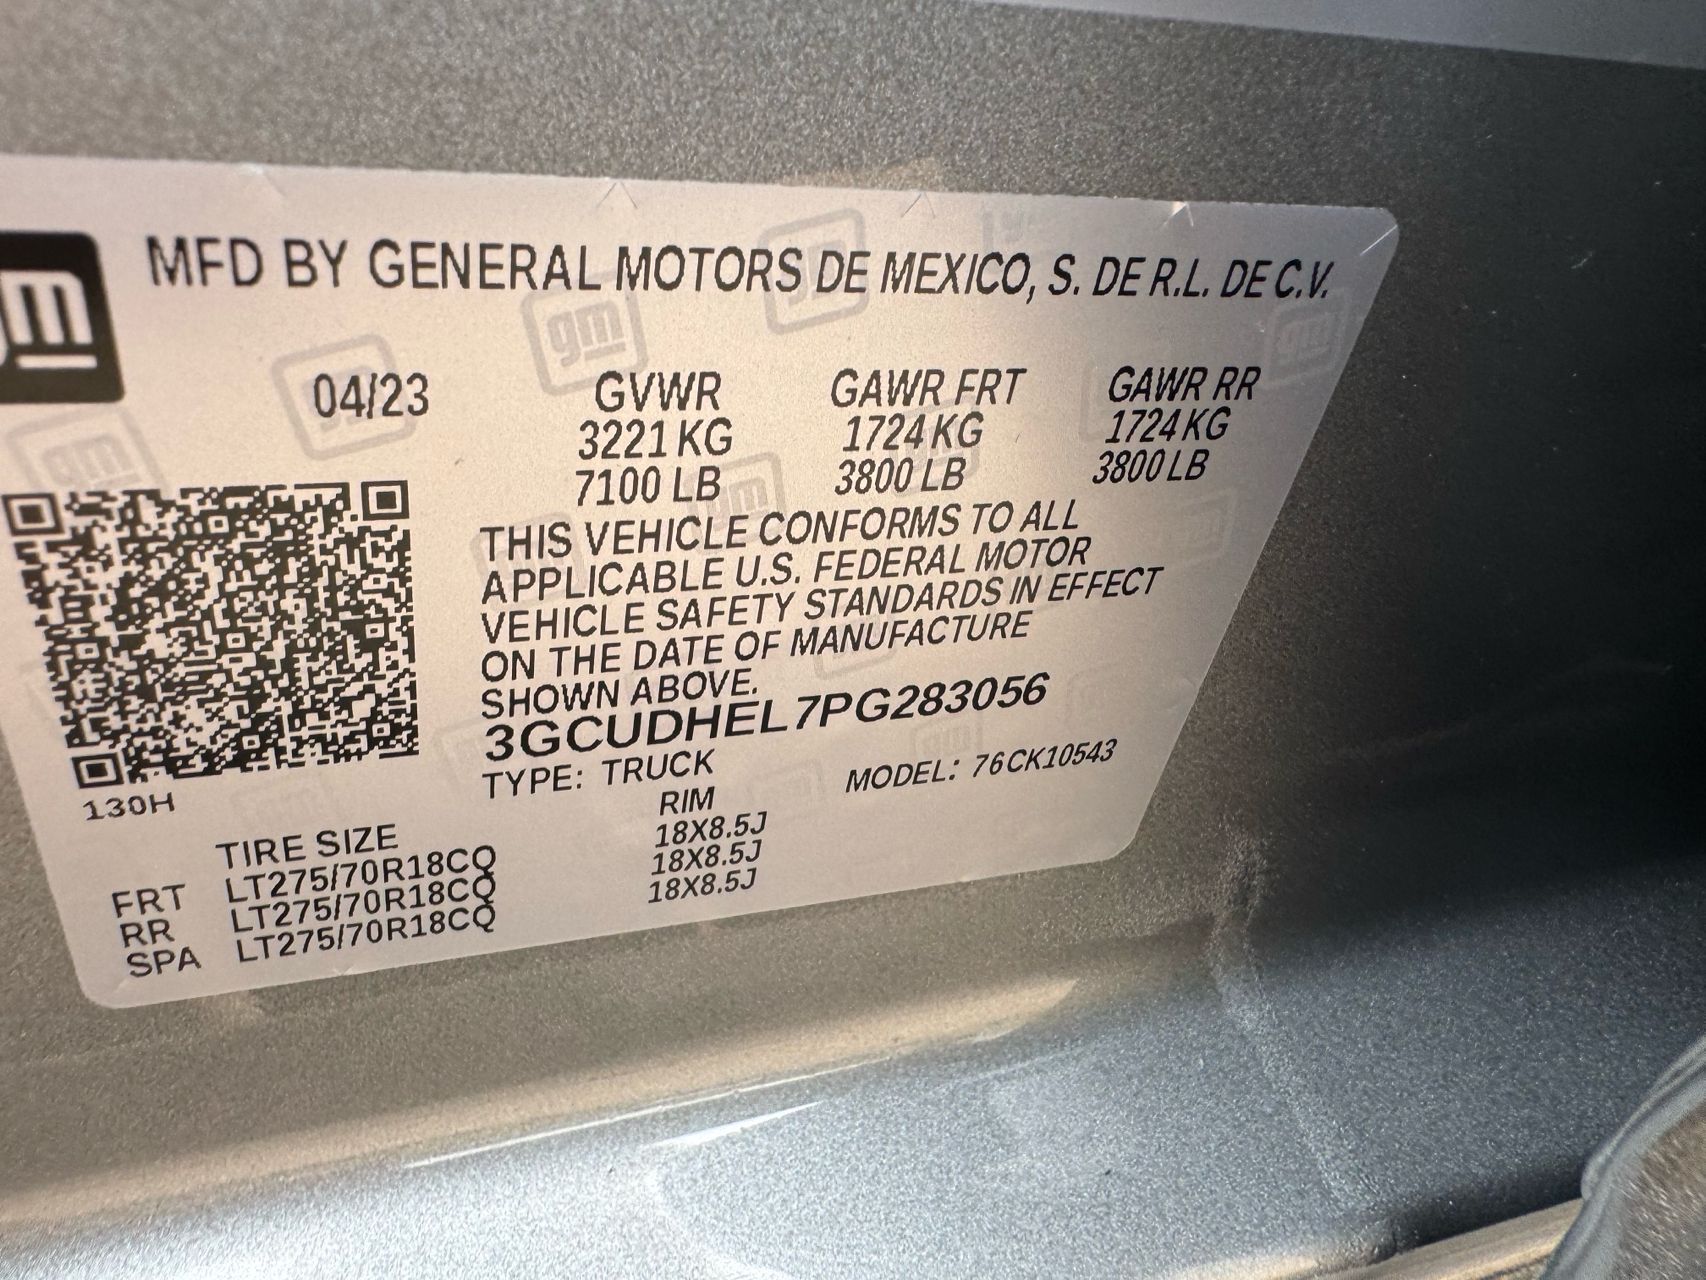 gm
MFD BY GENERAL MOTORS DE MEXICO, S. DE R.L. DE C.V.
04/23 GVWR GAWR FRT GAWR RR
3221 KG 1724 KG 1724 KG
7100 LB 3800 LB 3800 LB
THIS VEHICLE CONFORMS TO ALL
APPLICABLE U.S. FEDERAL MOTOR
VEHICLE SAFETY STANDARDS IN EFFECT
ON THE DATE OF MANUFACTURE
SHOWN ABOVE.
3GCUDHEL7PG283056
TYPE: TRUCK MODEL: 76CK10543
130H
TIRE SIZE RIM
FRT LT275/70R18CQ 18X8.5J
RR LT275/70R18CQ 18X8.5J
SPA LT275/70R18CQ 18X8.5J